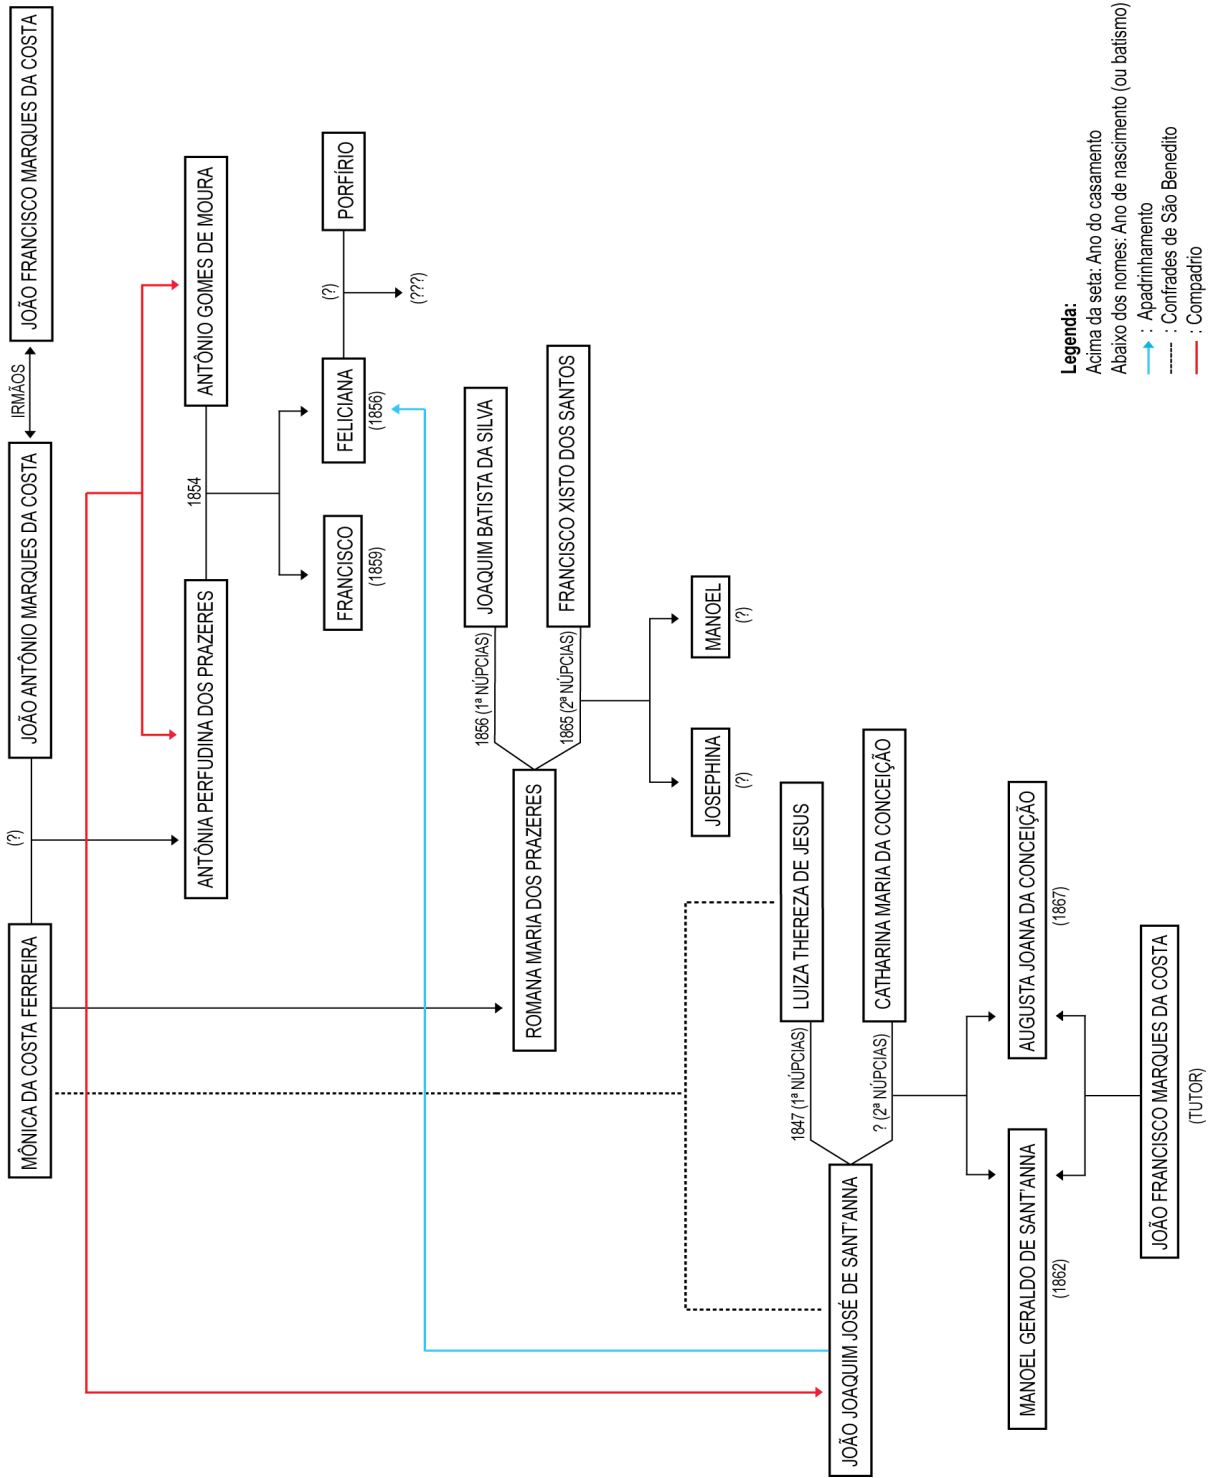 MÔNICA DA COSTA FERREIRA
(?)
JOÃO ANTÔNIO MARQUES DA COSTA
IRMÃOS
JOÃO FRANCISCO MARQUES DA COSTA
ANTÔNIA PERFUDINA DOS PRAZERES
1854
ANTÔNIO GOMES DE MOURA
FRANCISCO
(1859)
FELICIANA
(1856)
(?)
PORFÍRIO
(???)
ROMANA MARIA DOS PRAZERES
1856 (1ª NÚPCIAS)
JOAQUIM BATISTA DA SILVA
1865 (2ª NÚPCIAS)
FRANCISCO XISTO DOS SANTOS
JOSEPHINA
(?)
MANOEL
(?)
JOÃO JOAQUIM JOSÉ DE SANT'ANNA
1847 (1ª NÚPCIAS)
LUIZA THEREZA DE JESUS
? (2ª NÚPCIAS)
CATHARINA MARIA DA CONCEIÇÃO
MANOEL GERALDO DE SANT'ANNA
(1862)
AUGUSTA JOANA DA CONCEIÇÃO
(1867)
JOÃO FRANCISCO MARQUES DA COSTA
(TUTOR)
Legenda:
Acima da seta: Ano do casamento
Abaixo dos nomes: Ano de nascimento (ou batismo)
: Apadrinhamento
: Confrades de São Benedito
: Compadrio